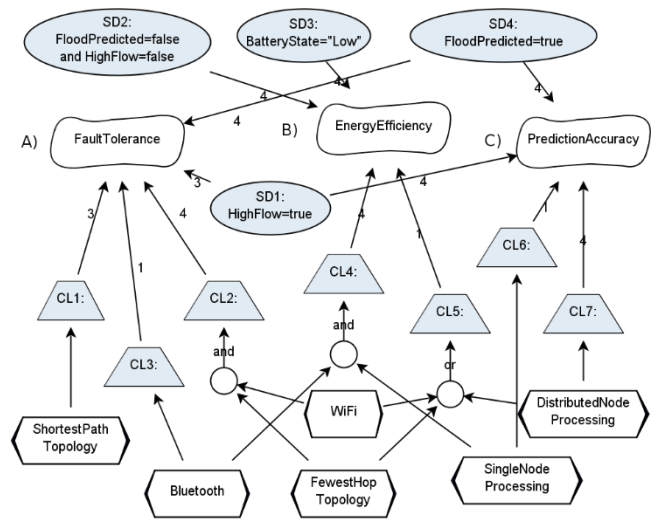 SD2:
FloodPredicted=false
and HighFlow=false
SD3:
BatteryState="Low"
SD4:
FloodPredicted=true
4
4
4
4
4
A)
FaultTolerance
B)
EnergyEfficiency
C)
PredictionAccuracy
3
SD1:
HighFlow=true
4
3
1
4
4
1
1
4
CL1:
CL3:
CL2:
CL4:
CL5:
CL6:
CL7:
and
and
or
ShortestPath
Topology
Bluetooth
WiFi
FewestHop
Topology
SingleNode
Processing
DistributedNode
Processing